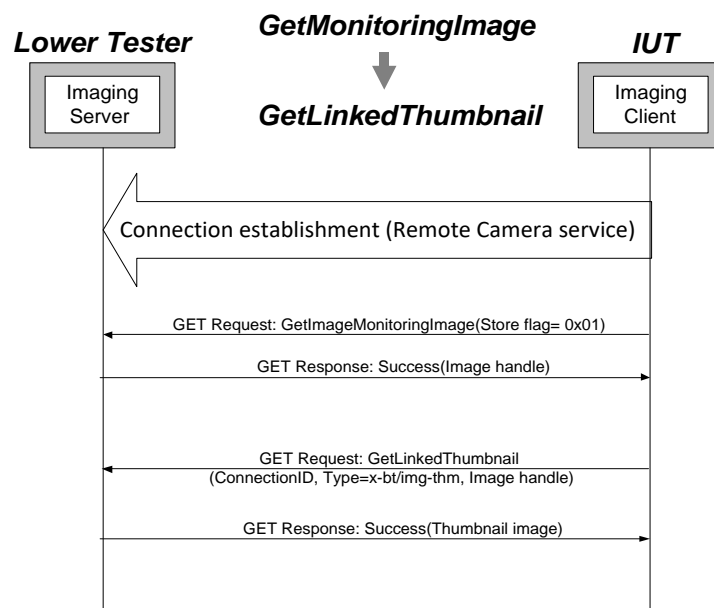 GetMonitoringImage
Lower Tester
IUT
Imaging
Server
GetLinkedThumbnail
Imaging
Client
Connection establishment (Remote Camera service)
GET Request: GetImageMonitoringImage(Store flag= 0x01)
GET Response: Success(Image handle)
GET Request: GetLinkedThumbnail
(ConnectionID, Type=x-bt/img-thm, Image handle)
GET Response: Success(Thumbnail image)